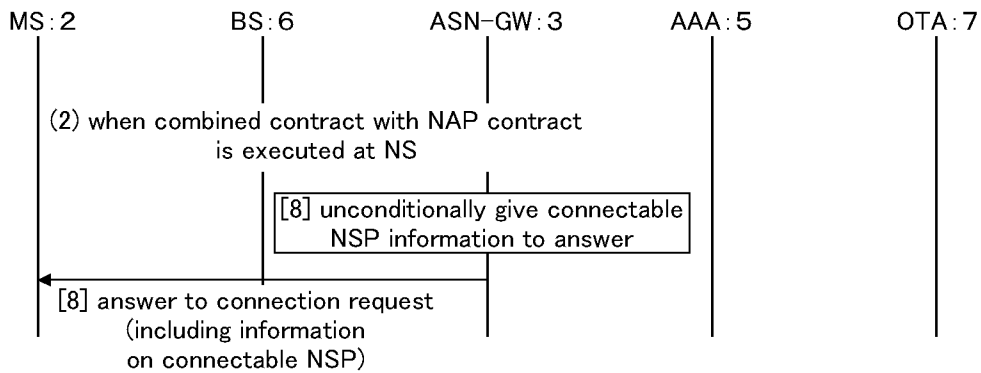 MS:2 BS:6 ASN-GW:3 AAA:5 OTA:7
(2) when combined contract with NAP contract
is executed at NS
[8] unconditionally give connectable
NSP information to answer
[8] answer to connection request
(including information
on connectable NSP)